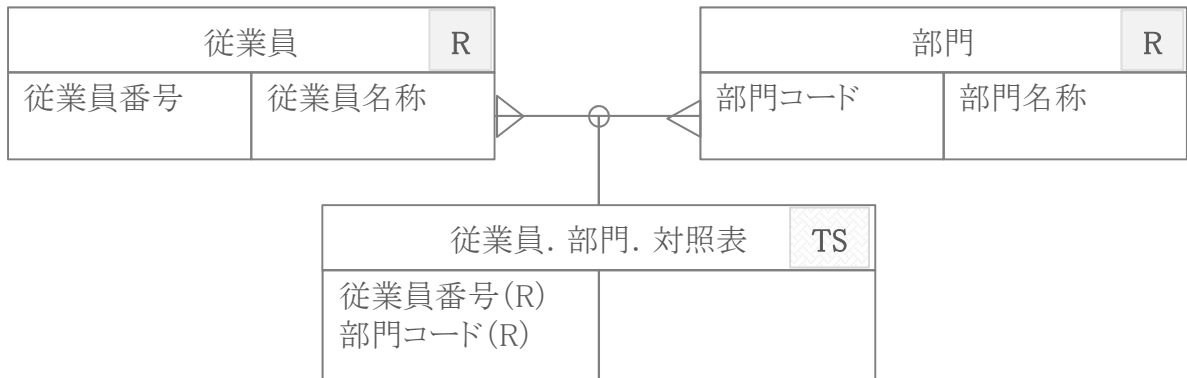 従業員 R
従業員番号 従業員名称
部門 R
部門コード 部門名称
従業員. 部門. 対照表 TS
従業員番号(R)
部門コード(R)